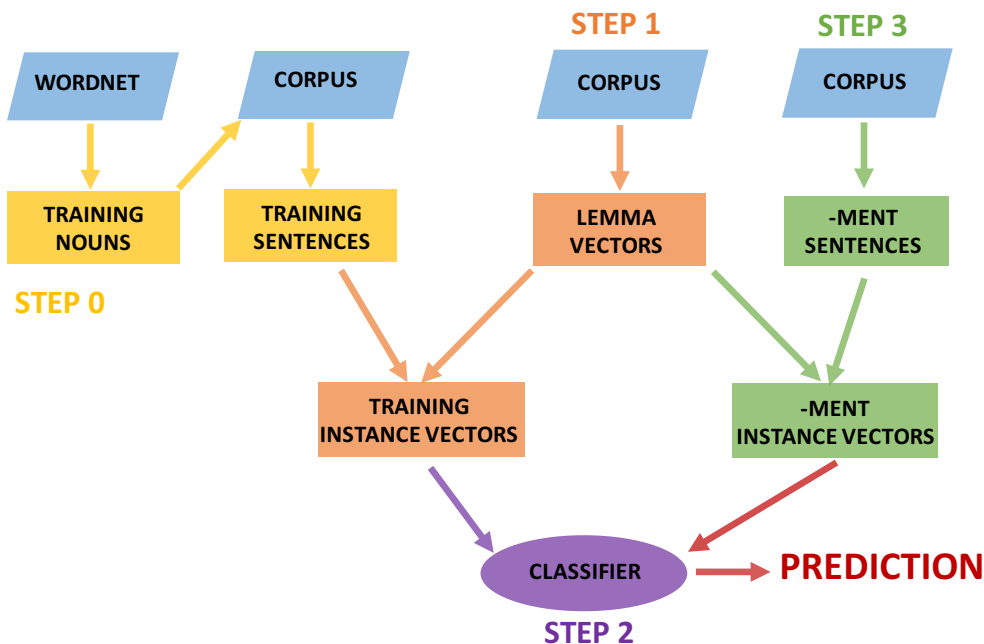 STEP 1
STEP 3
WORDNET
CORPUS
CORPUS
CORPUS
TRAINING
NOUNS
TRAINING
SENTENCES
LEMMA
VECTORS
-MENT
SENTENCES
STEP 0
TRAINING
INSTANCE VECTORS
-MENT
INSTANCE VECTORS
CLASSIFIER
PREDICTION
STEP 2